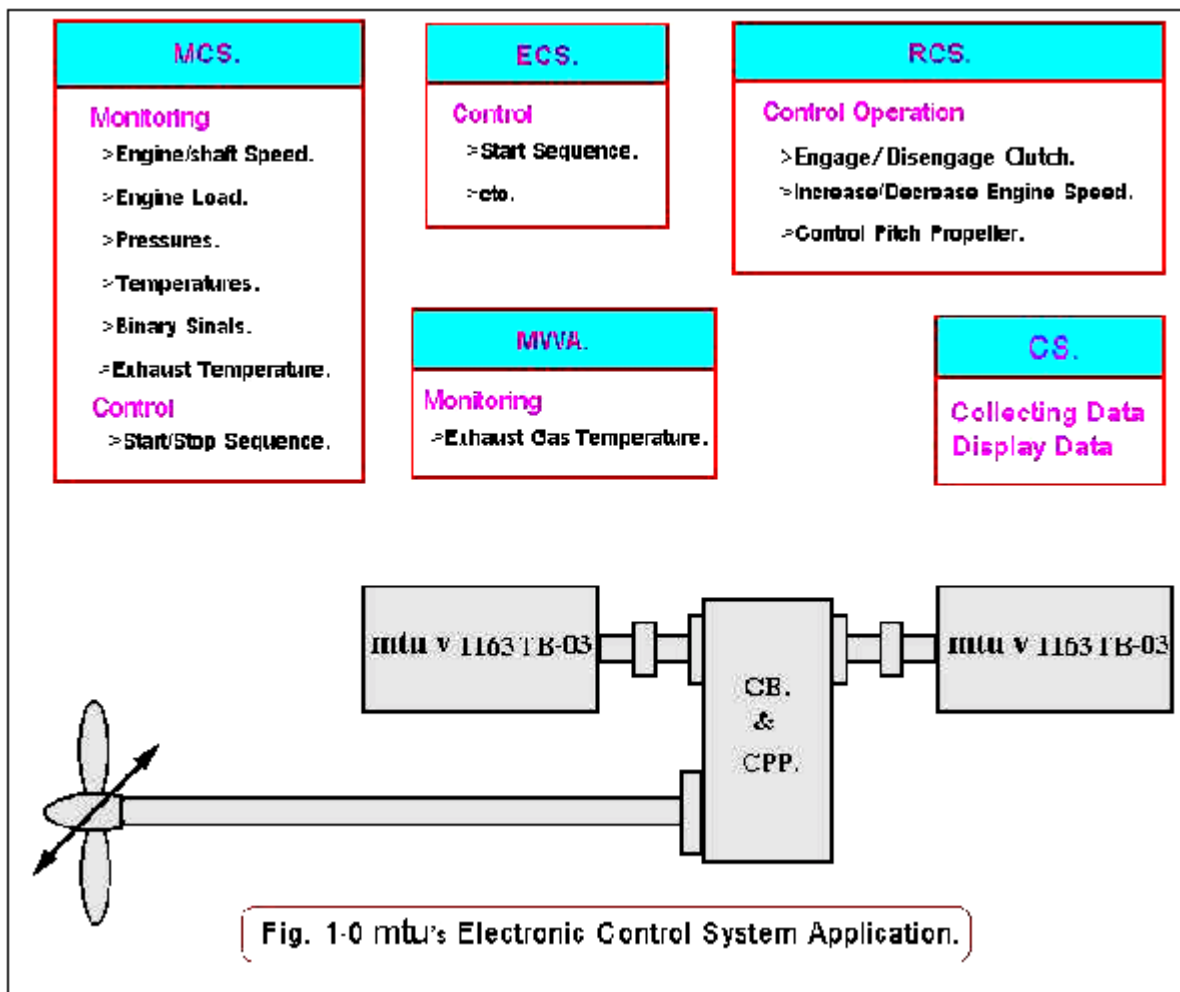 MCS.
Monitoring
>Engine/shaft Speed.
>Engine Load.
>Pressures.
>Temperatures.
>Binary Sinals.
>Exhaust Temperature.
Control
>Start/Stop Sequence.
ECS.
Control
>Start Sequence.
>etc.
RCS.
Control Operation
>Engage/Disengage Clutch.
>Increase/Decrease Engine Speed.
>Control Pitch Propeller.
MVVA.
Monitoring
>Exhaust Gas Temperature.
CS.
Collecting Data
Display Data
mtu v 1163 TB-03
mtu v 1163 TB-03
&
CPP.
Fig. 1-0 mtu's Electronic Control System Application.